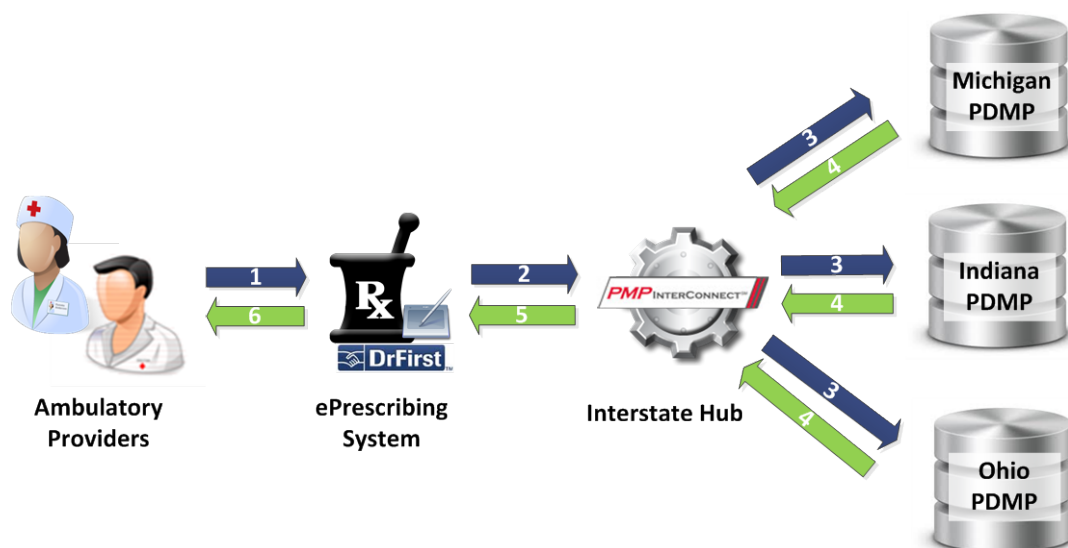 Michigan
PDMP
3
4
1
2
3
Rx
PMP INTERCONNECT™
Indiana
PDMP
6
5
4
DrFirst
3
4
Ambulatory
Providers
ePrescribing
System
Interstate Hub
Ohio
PDMP